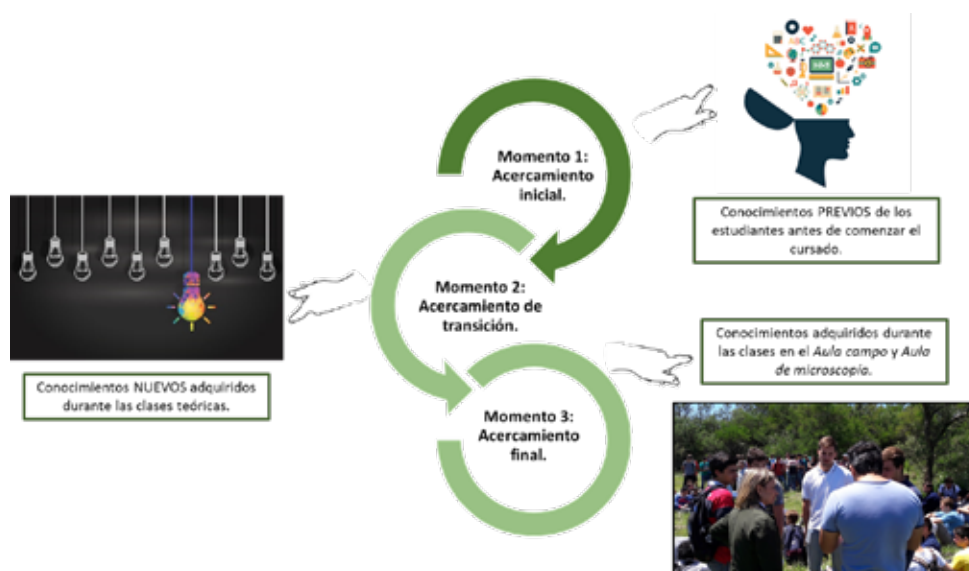 Momento 1:
Acercamiento
inicial.
Conocimientos PREVIOS de los
estudiantes antes de comenzar el
cursado.
Momento 2:
Acercamiento de
transición.
Conocimientos NUEVOS adquiridos
durante las clases teóricas.
Momento 3:
Acercamiento
final.
Conocimientos adquiridos durante
las clases en el Aula campo y Aula
de microscopía.